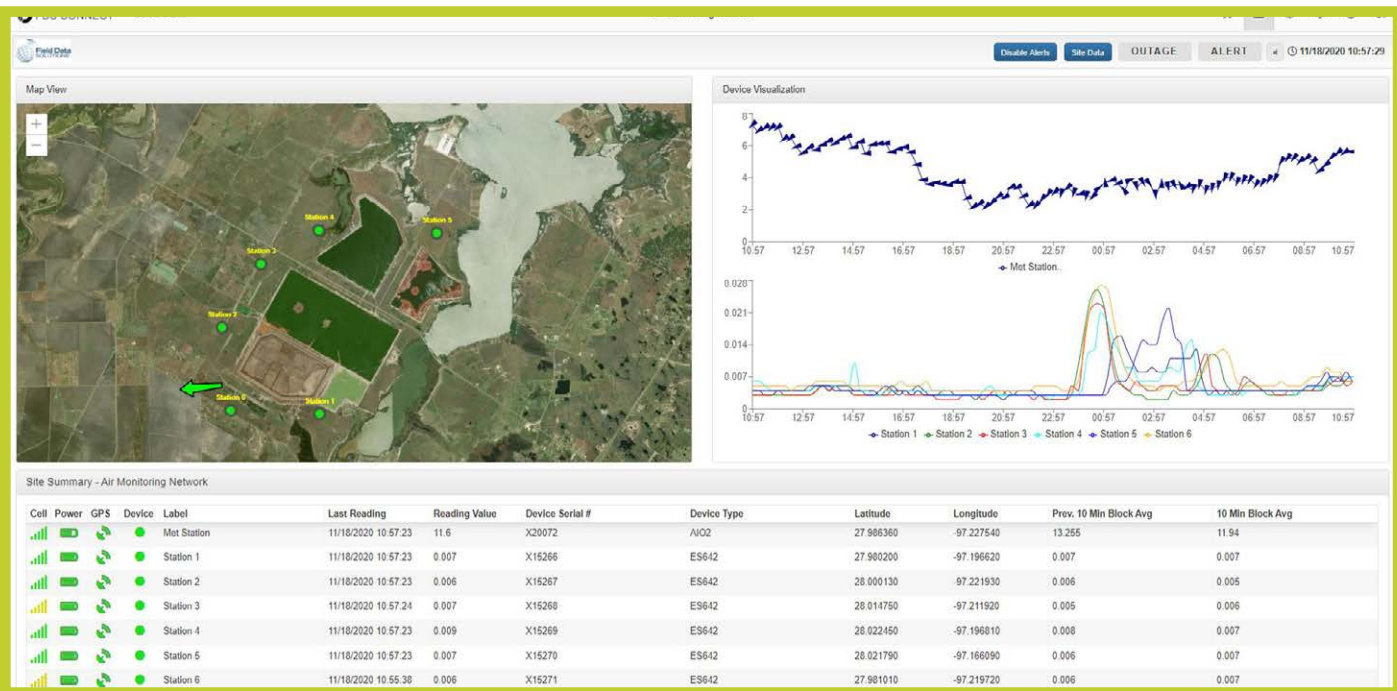 Field Data
SOLUTIONS
Disable Alerts Site Data OUTAGE ALERT « 11/18/2020 10:57:29
Map View
Device Visualization
+
−
Station 4
Station 5
Station 3
Station 2
Station 6
Station 1
8
6
4
2
0
10:57 12:57 14:57 16:57 18:57 20:57 22:57 00:57 02:57 04:57 06:57 08:57 10:57
Met Station..
0.028
0.021
0.014
0.007
0
10:57 12:57 14:57 16:57 18:57 20:57 22:57 00:57 02:57 04:57 06:57 08:57 10:57
Station 1 Station 2 Station 3 Station 4 Station 5 Station 6
Site Summary - Air Monitoring Network
Cell Power GPS Device Label Last Reading Reading Value Device Serial # Device Type Latitude Longitude Prev. 10 Min Block Avg 10 Min Block Avg
Met Station 11/18/2020 10:57:23 11.6 X20072 AIO2 27.986360 -97.227540 13.255 11.94
Station 1 11/18/2020 10:57:23 0.007 X15266 ES642 27.980200 -97.196620 0.007 0.007
Station 2 11/18/2020 10:57:23 0.006 X15267 ES642 28.000130 -97.221930 0.006 0.005
Station 3 11/18/2020 10:57:24 0.007 X15268 ES642 28.014750 -97.211920 0.005 0.006
Station 4 11/18/2020 10:57:23 0.009 X15269 ES642 28.022450 -97.196810 0.008 0.007
Station 5 11/18/2020 10:57:23 0.007 X15270 ES642 28.021790 -97.166090 0.006 0.007
Station 6 11/18/2020 10:55:38 0.006 X15271 ES642 27.981010 -97.219720 0.006 0.007